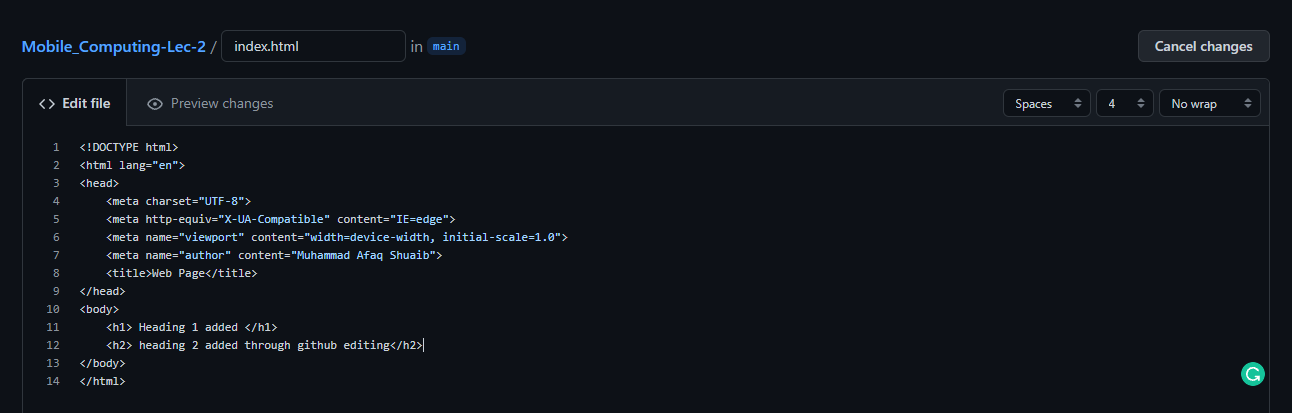 Mobile_Computing-Lec-2 / index.html in main Cancel changes
Edit file Preview changes Spaces 4 No wrap
1 <!DOCTYPE html>
2 <html lang="en">
3 <head>
4     <meta charset="UTF-8">
5     <meta http-equiv="X-UA-Compatible" content="IE=edge">
6     <meta name="viewport" content="width=device-width, initial-scale=1.0">
7     <meta name="author" content="Muhammad Afaq Shuaib">
8     <title>Web Page</title>
9 </head>
10 <body>
11     <h1> Heading 1 added </h1>
12     <h2> heading 2 added through github editing</h2>
13 </body>
14 </html>